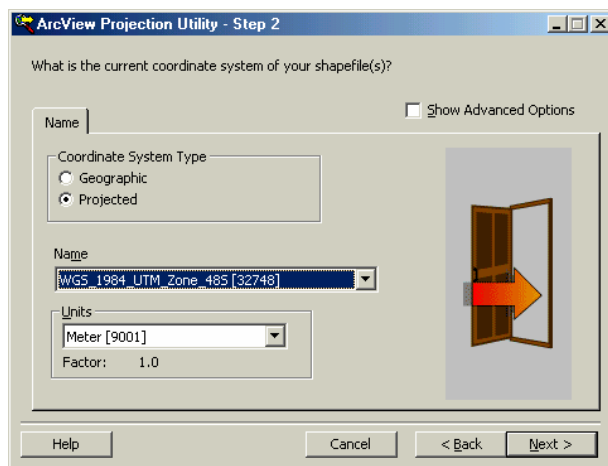 ArcView Projection Utility - Step 2
What is the current coordinate system of your shapefile(s)?
Show Advanced Options
Name
Coordinate System Type
Geographic
Projected
Name
WGS_1984_UTM_Zone_48S [32748]
Units
Meter [9001]
Factor: 1.0
Help Cancel < Back Next >